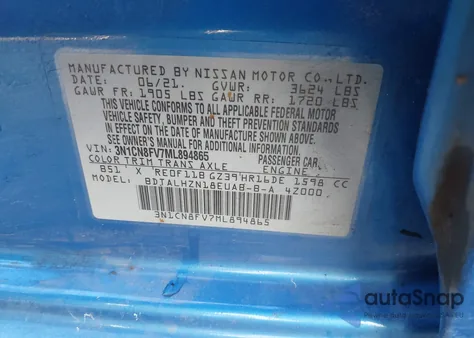 MANUFACTURED BY NISSAN MOTOR CO., LTD.
DATE: 06/21. GVWR: 3624 LBS
GAWR FR: 1905 LBS GAWR RR: 1720 LBS
THIS VEHICLE CONFORMS TO ALL APPLICABLE FEDERAL MOTOR
VEHICLE SAFETY, BUMPER, AND THEFT PREVENTION STANDARDS
IN EFFECT ON THE DATE OF MANUFACTURE SHOWN ABOVE.
SEE OWNER'S MANUAL FOR ADDITIONAL INFORMATION.
VIN: 3N1CN8FV7ML894865 PASSENGER CAR
COLOR TRIM TRANS AXLE ENGINE
B51 X RE0F11B GZ39 HR16DE 1598 CC
MODEL: BDTALHZN18EUA8-B-A 42000
3N1CN8FV7ML894865
autoSnap